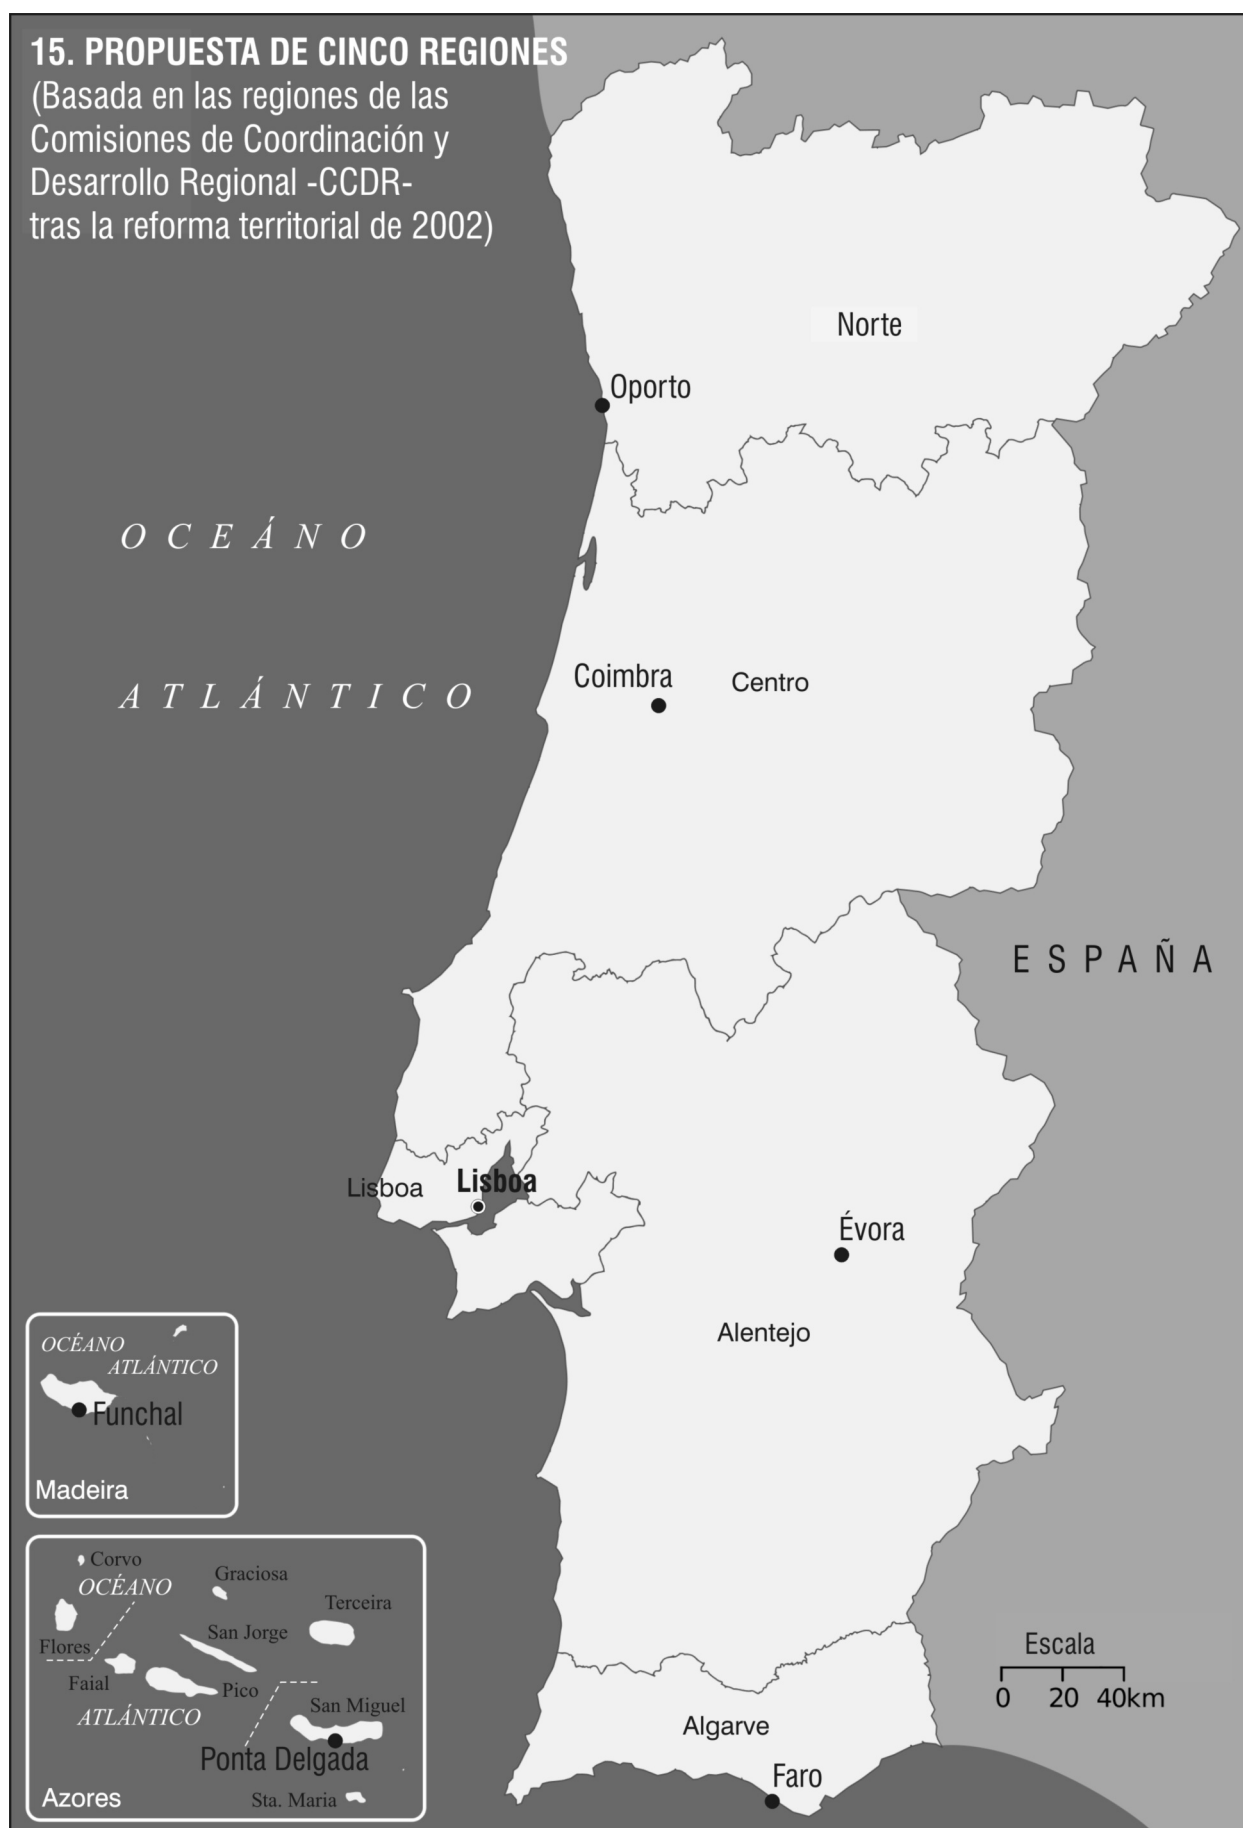 15. PROPUESTA DE CINCO REGIONES
(Basada en las regiones de las
Comisiones de Coordinación y
Desarrollo Regional -CCDR-
tras la reforma territorial de 2002)
Norte
Oporto
OCEÁNO
ATLÁNTICO
Coimbra
Centro
ESPAÑA
Lisboa
Lisboa
Évora
Alentejo
OCÉANO
ATLÁNTICO
Funchal
Madeira
Corvo
OCÉANO
Graciosa
Terceira
Flores
San Jorge
Faial
Pico
ATLÁNTICO
San Miguel
Ponta Delgada
Azores
Sta. Maria
Algarve
Faro
Escala
0 20 40km